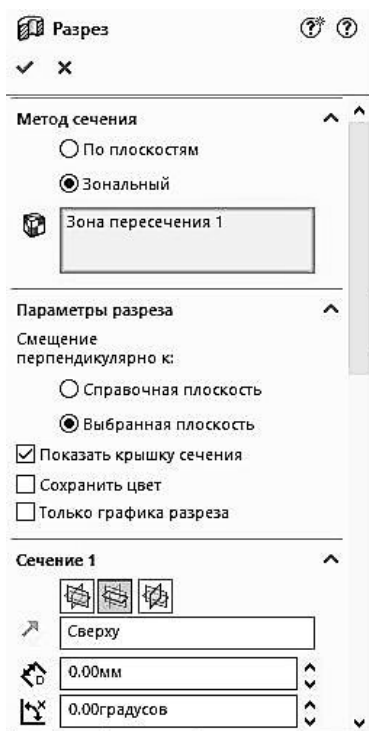 Разрез
Метод сечения
По плоскостям
Зональный
Зона пересечения 1
Параметры разреза
Смещение
перпендикулярно к:
Справочная плоскость
Выбранная плоскость
Показать крышку сечения
Сохранить цвет
Только графика разреза
Сечение 1
Сверху
0.00мм
0.00градусов